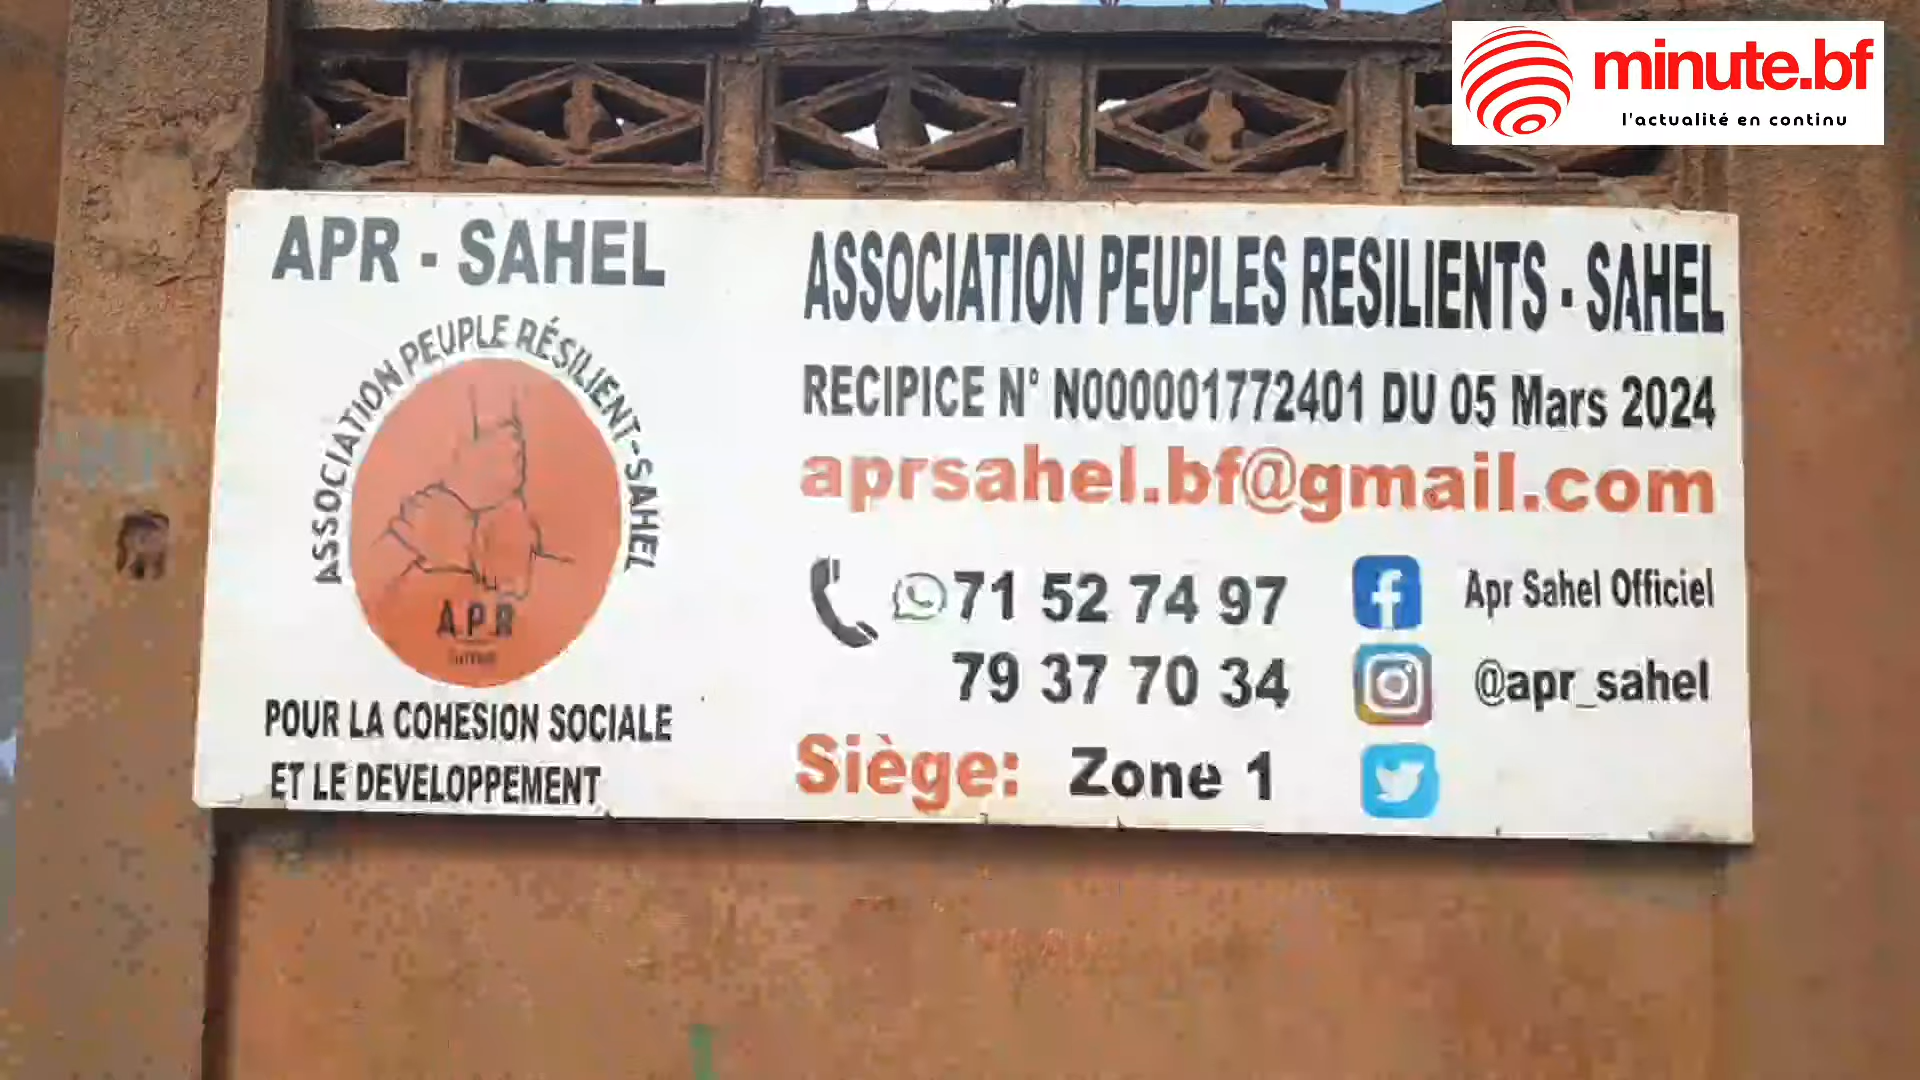 minute.bf
l'actualité en continu
APR - SAHEL
ASSOCIATION PEUPLE RÉSILIENT-SAHEL
A.P.R
POUR LA COHESION SOCIALE
ET LE DEVELOPPEMENT
ASSOCIATION PEUPLES RESILIENTS - SAHEL
RECIPICE N° N000001772401 DU 05 Mars 2024
aprsahel.bf@gmail.com
71 52 74 97
79 37 70 34
Apr Sahel Officiel
@apr_sahel
Siège: Zone 1